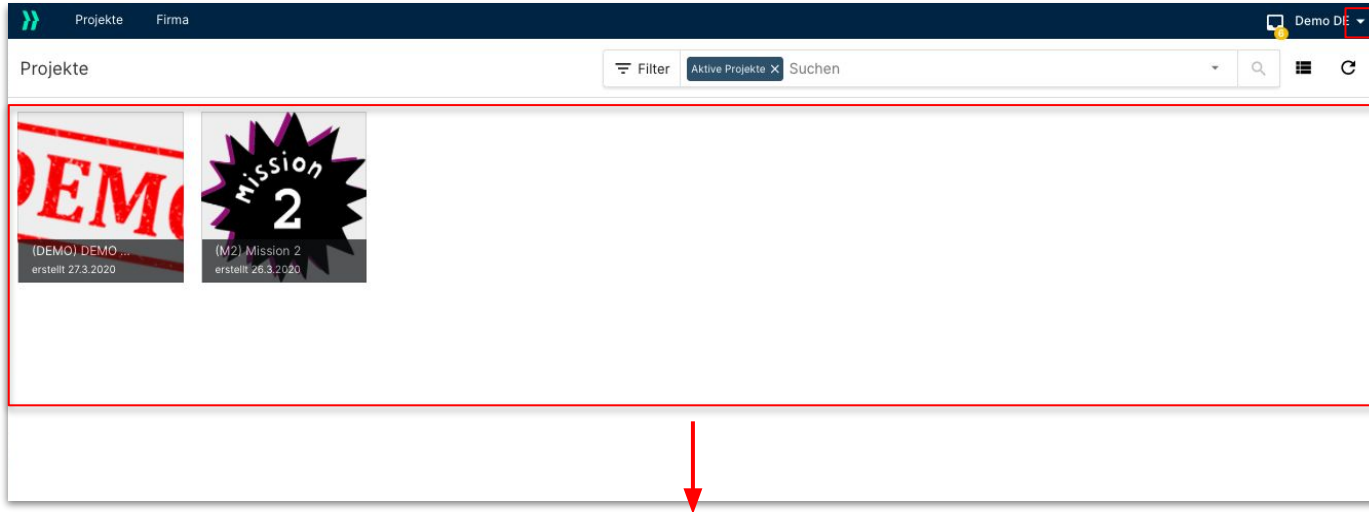 Projekte Firma 6 Demo DE
Projekte Filter Aktive Projekte X Suchen
DEMO
(DEMO) DEMO ...
erstellt 27.3.2020
Mission
2
(M2) Mission 2
erstellt 26.3.2020